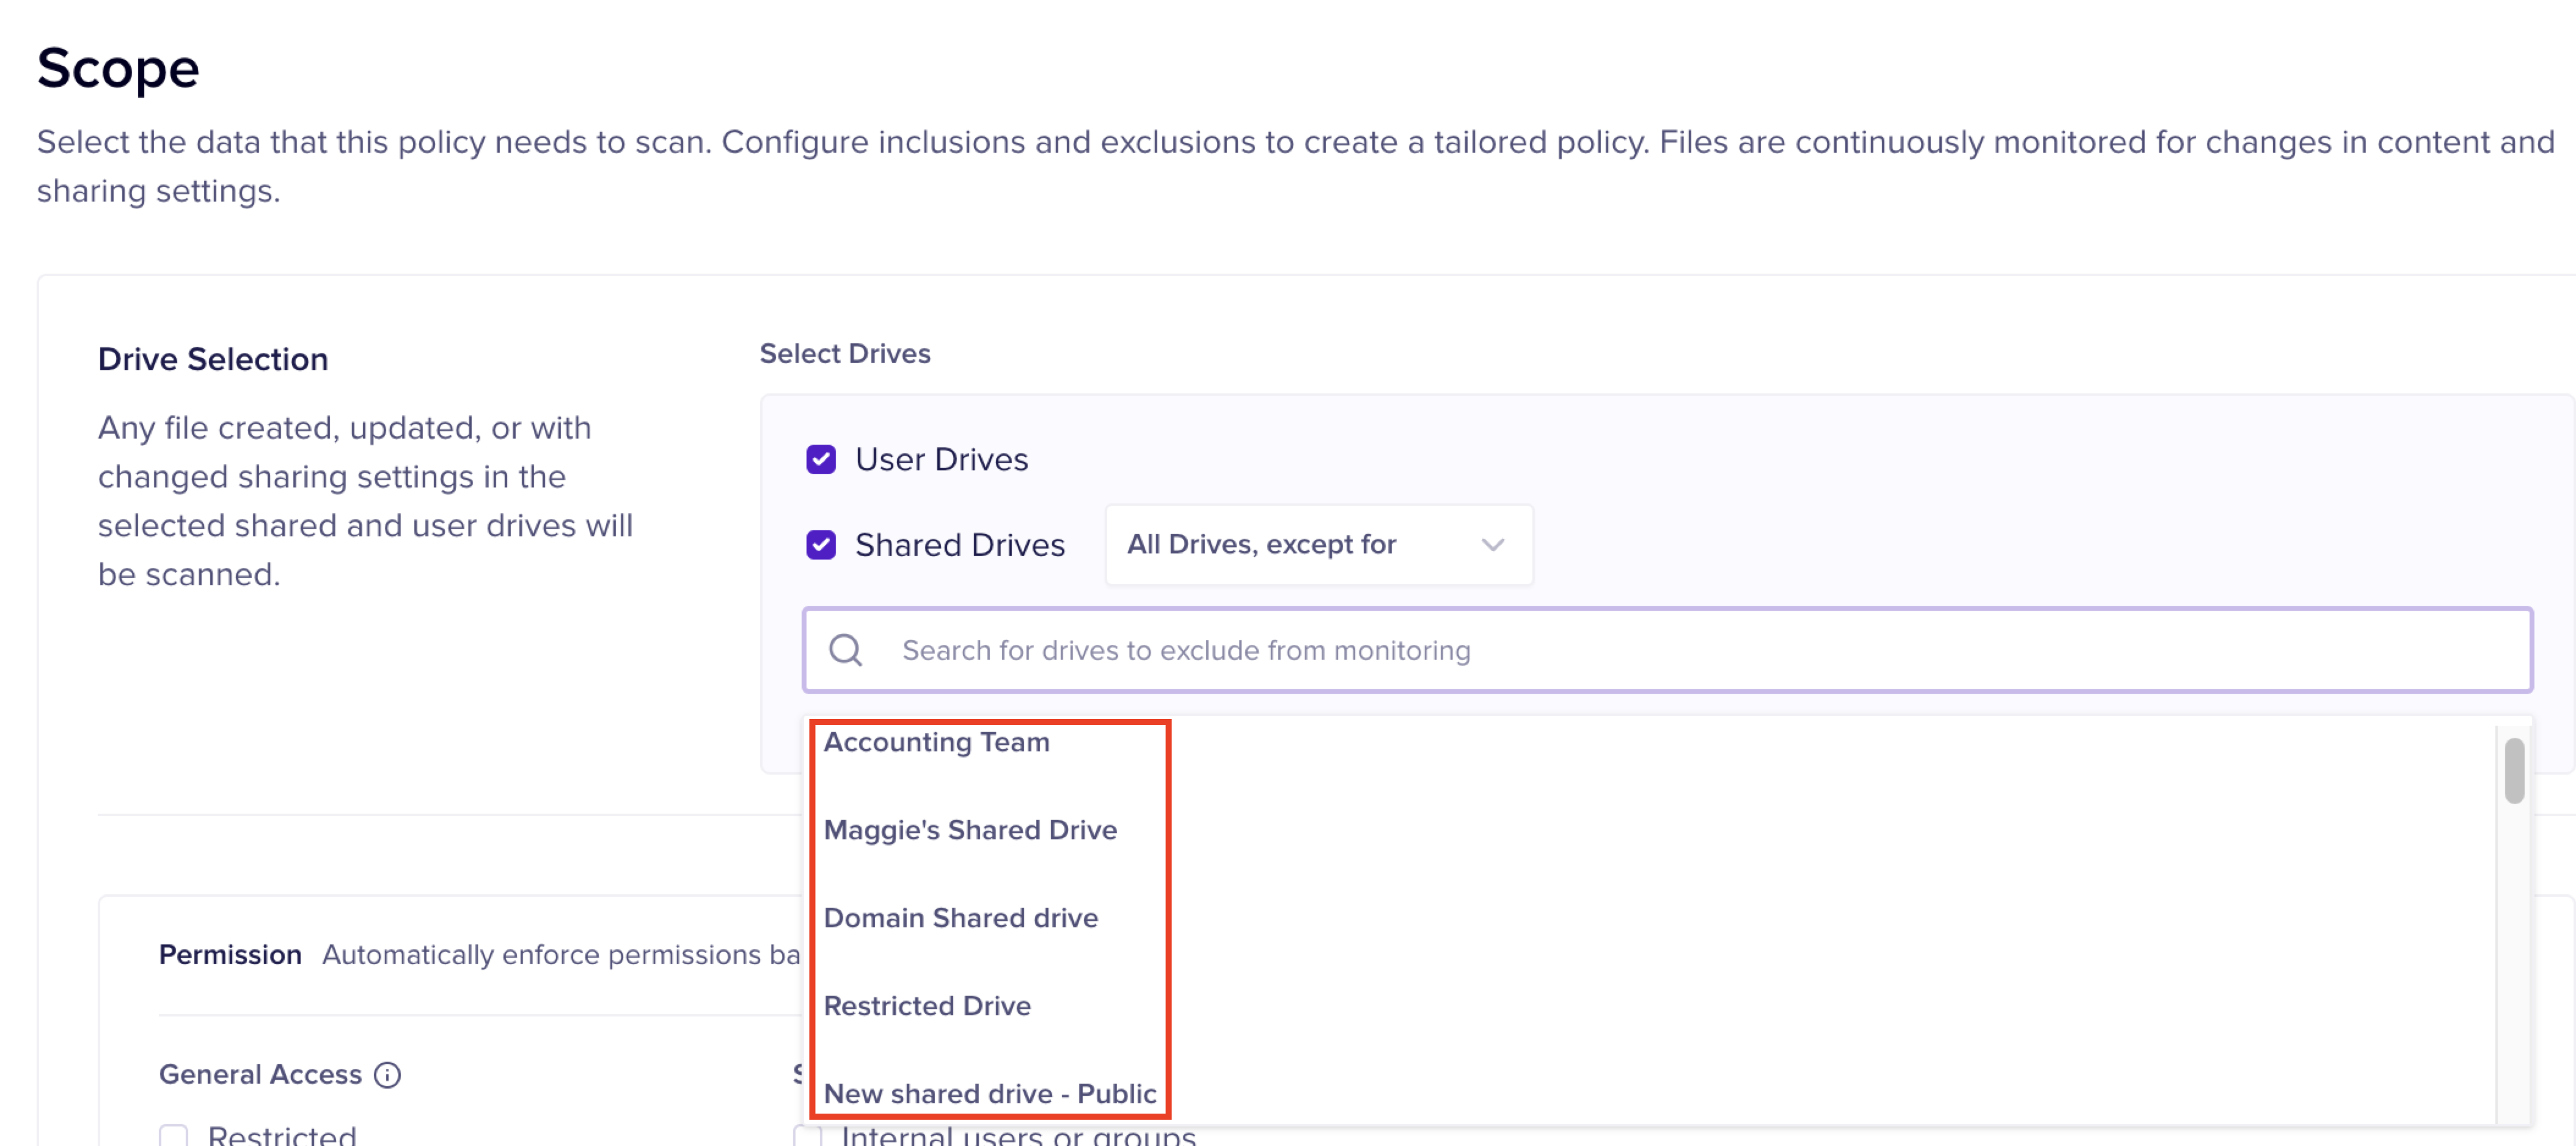 Scope
Select the data that this policy needs to scan. Configure inclusions and exclusions to create a tailored policy. Files are continuously monitored for changes in content and
sharing settings.
Drive Selection
Any file created, updated, or with
changed sharing settings in the
selected shared and user drives will
be scanned.
Select Drives
User Drives
Shared Drives
All Drives, except for
Search for drives to exclude from monitoring
Accounting Team
Maggie's Shared Drive
Domain Shared drive
Restricted Drive
New shared drive - Public
Permission Automatically enforce permissions ba
General Access
Restricted
Internal users or groups